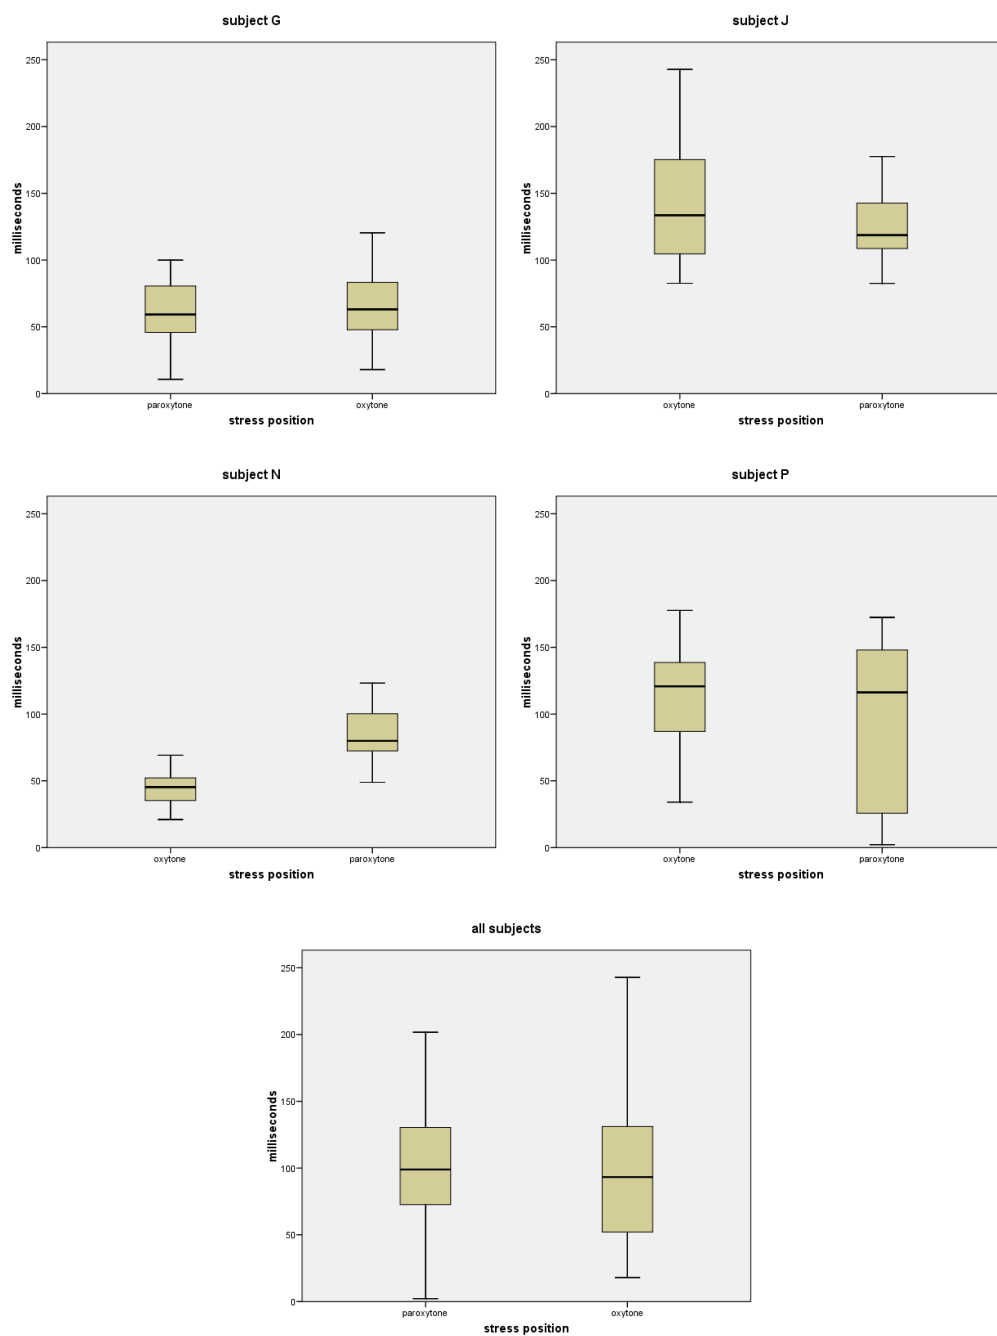 subject G
250
200
150
100
50
0
milliseconds
paroxytone oxytone
stress position
subject J
250
200
150
100
50
0
milliseconds
oxytone paroxytone
stress position
subject N
250
200
150
100
50
0
milliseconds
oxytone paroxytone
stress position
subject P
250
200
150
100
50
0
milliseconds
oxytone paroxytone
stress position
all subjects
250
200
150
100
50
0
milliseconds
paroxytone oxytone
stress position